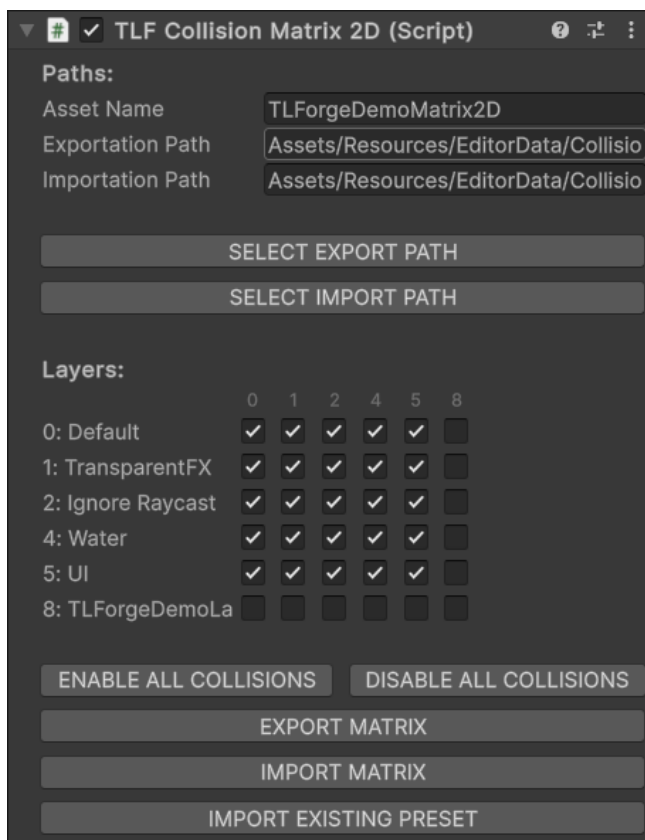 TLF Collision Matrix 2D (Script)
Paths:
Asset Name TLForgeDemoMatrix2D
Exportation Path Assets/Resources/EditorData/Collisio
Importation Path Assets/Resources/EditorData/Collisio
SELECT EXPORT PATH
SELECT IMPORT PATH
Layers:
0 1 2 4 5 8
0: Default
1: TransparentFX
2: Ignore Raycast
4: Water
5: UI
8: TLForgeDemoLa
ENABLE ALL COLLISIONS DISABLE ALL COLLISIONS
EXPORT MATRIX
IMPORT MATRIX
IMPORT EXISTING PRESET